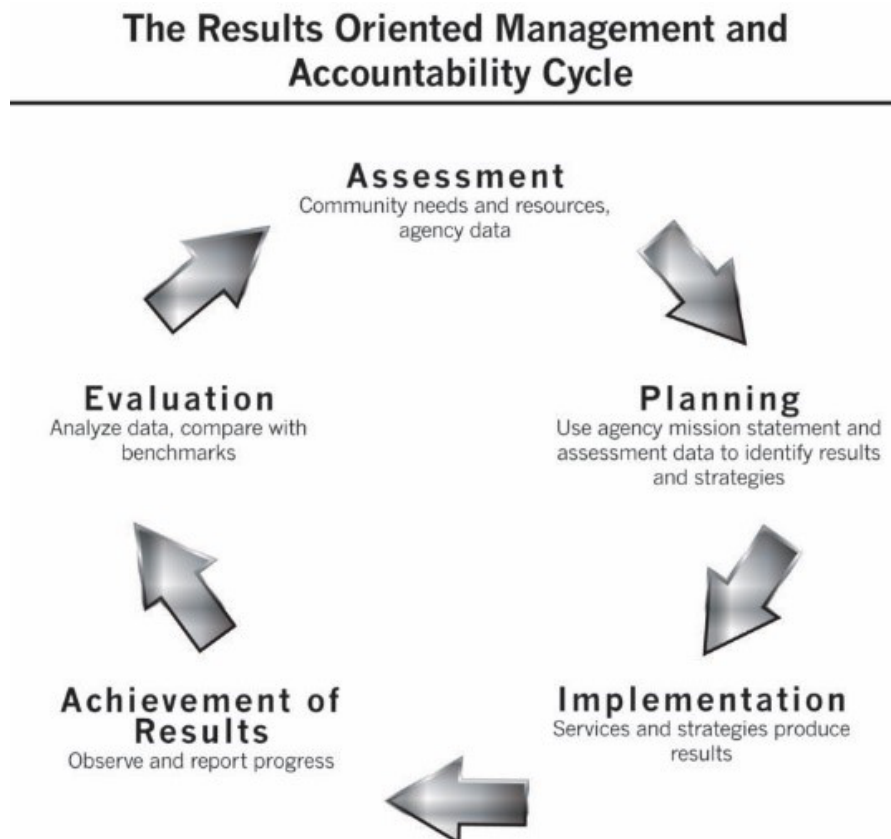 The Results Oriented Management and
Accountability Cycle
Assessment
Community needs and resources,
agency data
Planning
Use agency mission statement and
assessment data to identify results
and strategies
Implementation
Services and strategies produce
results
Achievement of
Results
Observe and report progress
Evaluation
Analyze data, compare with
benchmarks